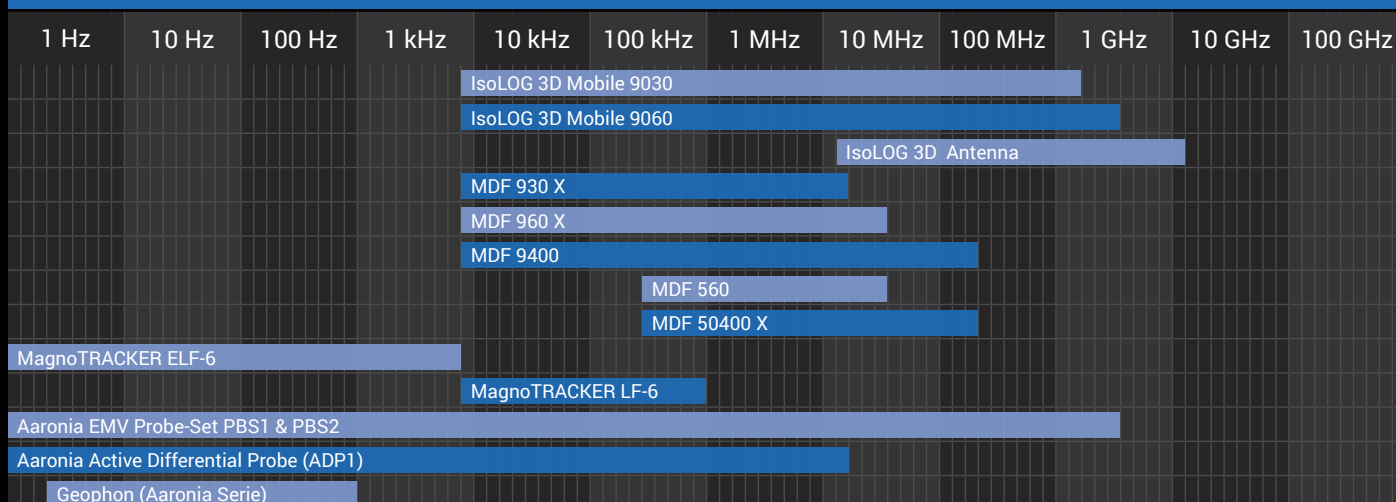 1 Hz 10 Hz 100 Hz 1 kHz 10 kHz 100 kHz 1 MHz 10 MHz 100 MHz 1 GHz 10 GHz 100 GHz
IsoLOG 3D Mobile 9030
IsoLOG 3D Mobile 9060
IsoLOG 3D Antenna
MDF 930 X
MDF 960 X
MDF 9400
MDF 560
MDF 50400 X
MagnoTRACKER ELF-6
MagnoTRACKER LF-6
Aaronia EMV Probe-Set PBS1 & PBS2
Aaronia Active Differential Probe (ADP1)
Geophon (Aaronia Serie)